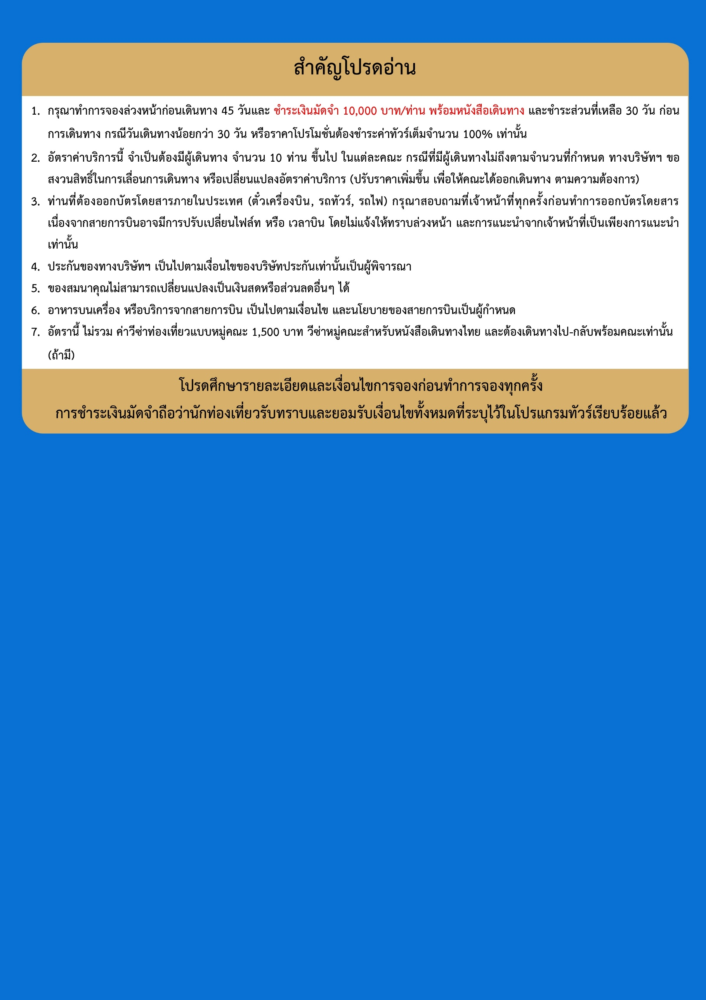 สำคัญโปรดอ่าน
1. กรุณาทำการจองล่วงหน้าก่อนเดินทาง 45 วันและ ชำระเงินมัดจำ 10,000 บาท/ท่าน พร้อมหนังสือเดินทาง และชำระส่วนที่เหลือ 30 วัน ก่อน
การเดินทาง กรณีวันเดินทางน้อยกว่า 30 วัน หรือราคาโปรโมชั่นต้องชำระค่าทัวร์เต็มจำนวน 100% เท่านั้น
2. อัตราค่าบริการนี้ จำเป็นต้องมีผู้เดินทาง จำนวน 10 ท่าน ขึ้นไป ในแต่ละคณะ กรณีที่มีผู้เดินทางไม่ถึงตามจำนวนที่กำหนด ทางบริษัทฯ ขอ
สงวนสิทธิ์ในการเลื่อนการเดินทาง หรือเปลี่ยนแปลงอัตราค่าบริการ (ปรับราคาเพิ่มขึ้น เพื่อให้คณะได้ออกเดินทาง ตามความต้องการ)
3. ท่านที่ต้องออกบัตรโดยสารภายในประเทศ (ตั๋วเครื่องบิน, รถทัวร์, รถไฟ) กรุณาสอบถามที่เจ้าหน้าที่ทุกครั้งก่อนทำการออกบัตรโดยสาร
เนื่องจากสายการบินอาจมีการปรับเปลี่ยนไฟล์ท หรือ เวลาบิน โดยไม่แจ้งให้ทราบล่วงหน้า และการแนะนำจากเจ้าหน้าที่เป็นเพียงการแนะนำ
เท่านั้น
4. ประกันของทางบริษัทฯ เป็นไปตามเงื่อนไขของบริษัทประกันเท่านั้นเป็นผู้พิจารณา
5. ของสมนาคุณไม่สามารถเปลี่ยนแปลงเป็นเงินสดหรือส่วนลดอื่นๆ ได้
6. อาหารบนเครื่อง หรือบริการจากสายการบิน เป็นไปตามเงื่อนไข และนโยบายของสายการบินเป็นผู้กำหนด
7. อัตรานี้ ไม่รวม ค่าวีซ่าท่องเที่ยวแบบหมู่คณะ 1,500 บาท วีซ่าหมู่คณะสำหรับหนังสือเดินทางไทย และต้องเดินทางไป-กลับพร้อมคณะเท่านั้น
(ถ้ามี)
โปรดศึกษารายละเอียดและเงื่อนไขการจองก่อนทำการจองทุกครั้ง
การชำระเงินมัดจำถือว่านักท่องเที่ยวรับทราบและยอมรับเงื่อนไขทั้งหมดที่ระบุไว้ในโปรแกรมทัวร์เรียบร้อยแล้ว